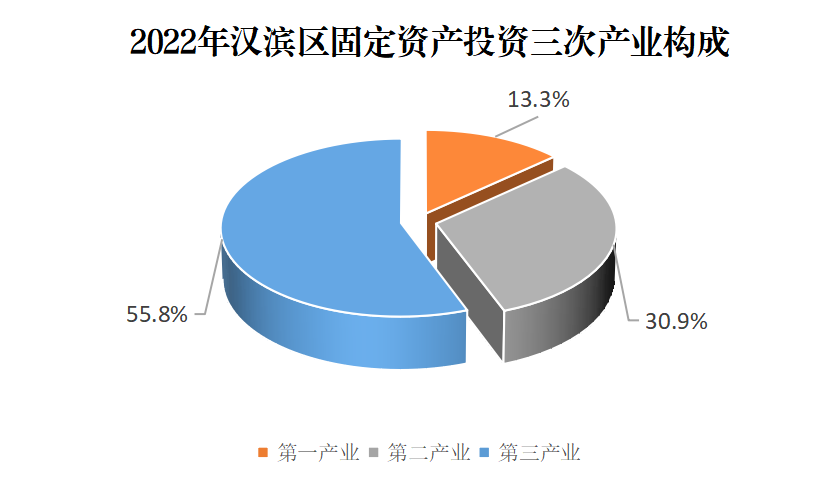 2022年汉滨区固定资产投资三次产业构成
13.3%
55.8%
30.9%
第一产业 第二产业 第三产业